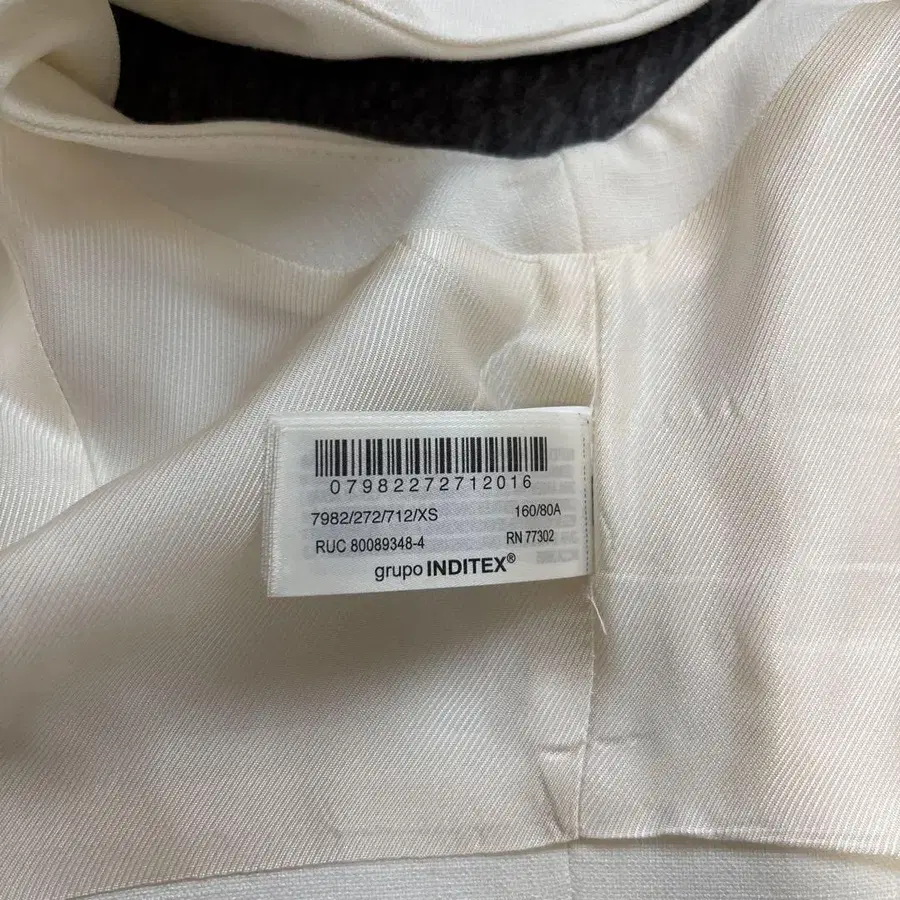 07982272712016
7982/272/712/XS 160/80A
RUC 80089348-4 RN 77302
grupo INDITEX®